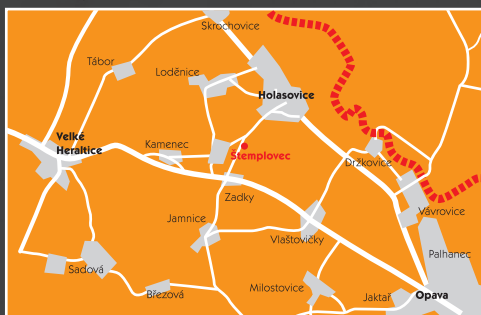 Skrochovice
Tábor
Loděnice
Holasovice
Velké
Heraltice
Kamenec
Štemplovec
Držkovice
Zadky
Vávrovice
Jamnice
Vlaštovičky
Palhanec
Sadová
Březová
Milostovice
Jaktař
Opava